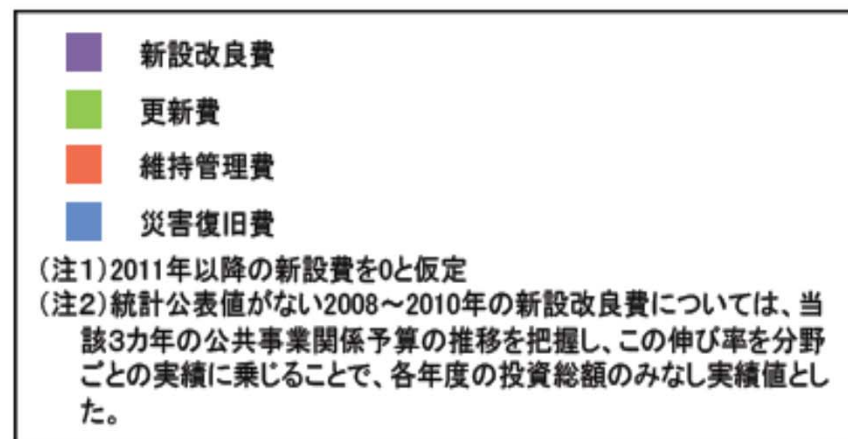 新設改良費
更新費
維持管理費
災害復旧費
(注1)2011年以降の新設費を0と仮定
(注2)統計公表値がない2008～2010年の新設改良費については、当
該3カ年の公共事業関係予算の推移を把握し、この伸び率を分野
ごとの実績に乗じることで、各年度の投資総額のみなし実績値とし
た。